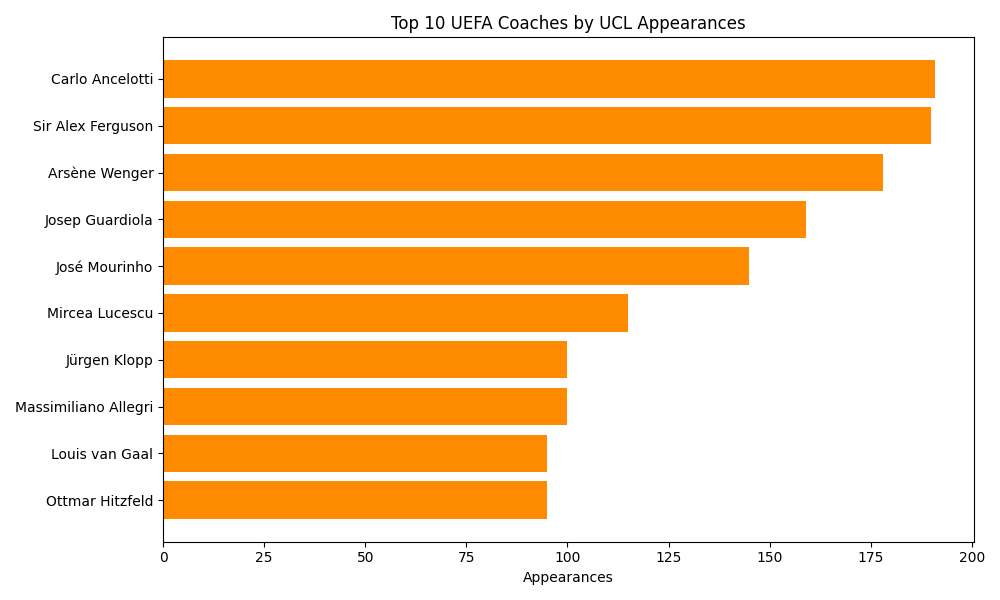 Top 10 UEFA Coaches by UCL Appearances
Carlo Ancelotti
Sir Alex Ferguson
Arsène Wenger
Josep Guardiola
José Mourinho
Mircea Lucescu
Jürgen Klopp
Massimiliano Allegri
Louis van Gaal
Ottmar Hitzfeld
0 25 50 75 100 125 150 175 200
Appearances